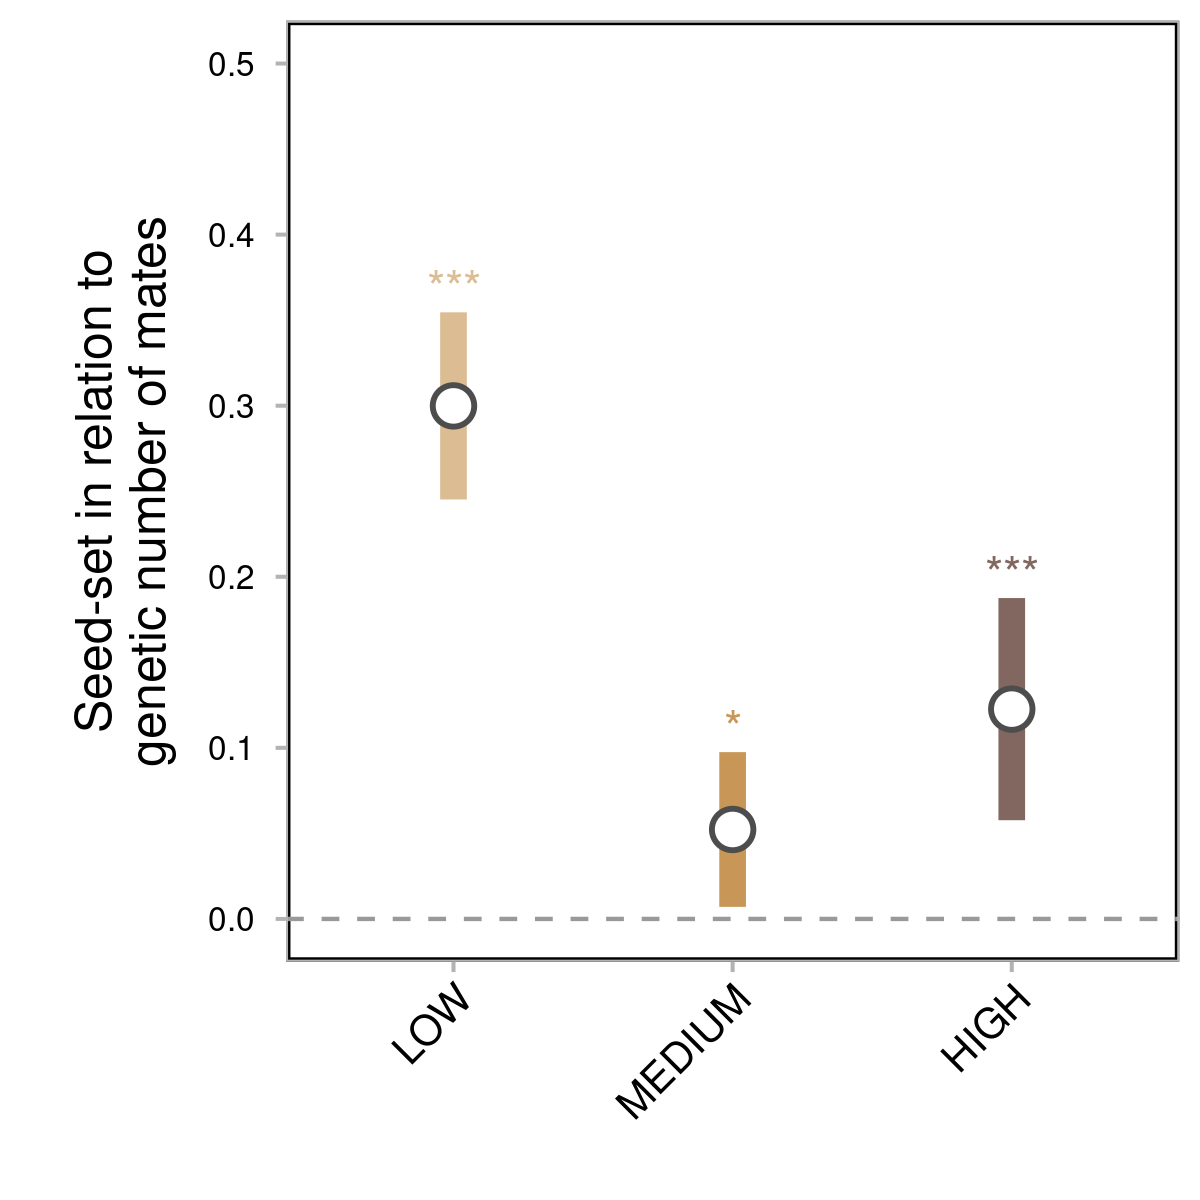 Seed-set in relation to
genetic number of mates
0.5
0.4
0.3
0.2
0.1
0.0
***
*
***
LOW
MEDIUM
HIGH